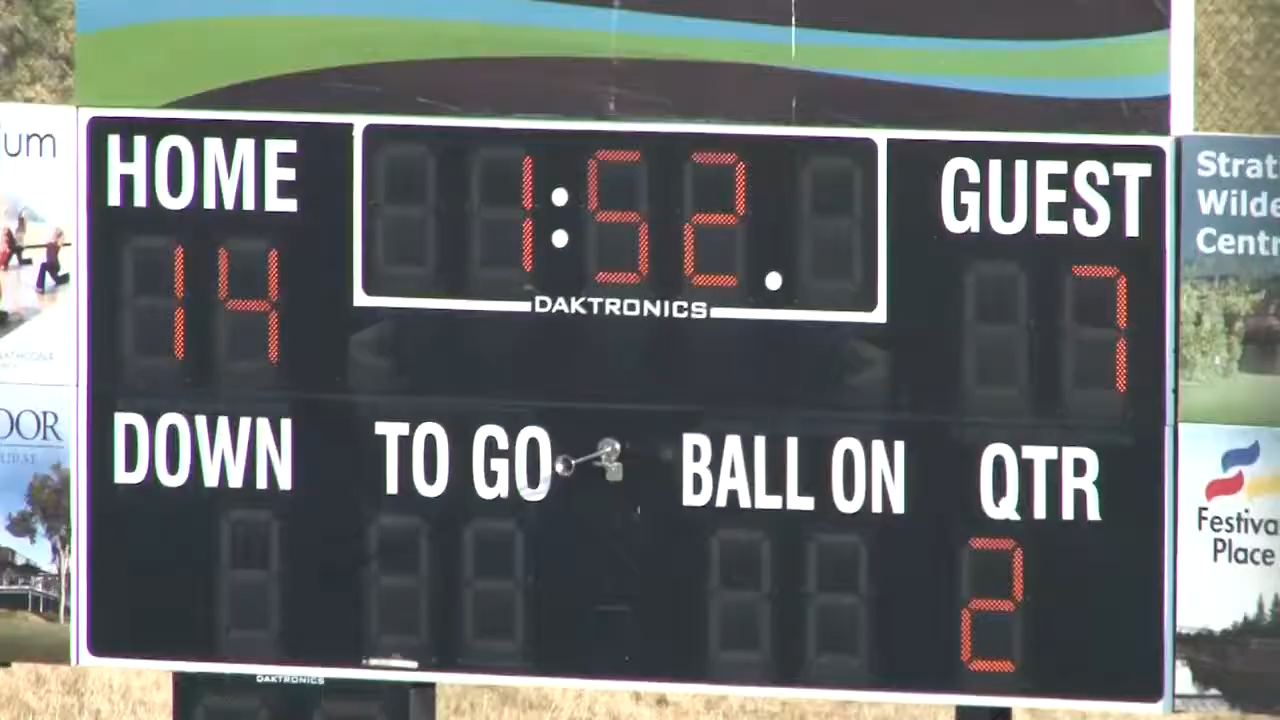 HOME
1:52.
GUEST
14
DAKTRONICS
7
DOWN
TO GO
BALL ON
QTR
2
DAKTRONICS
Strat
Wilde
Centr
Festiva
Place
ium
OOR